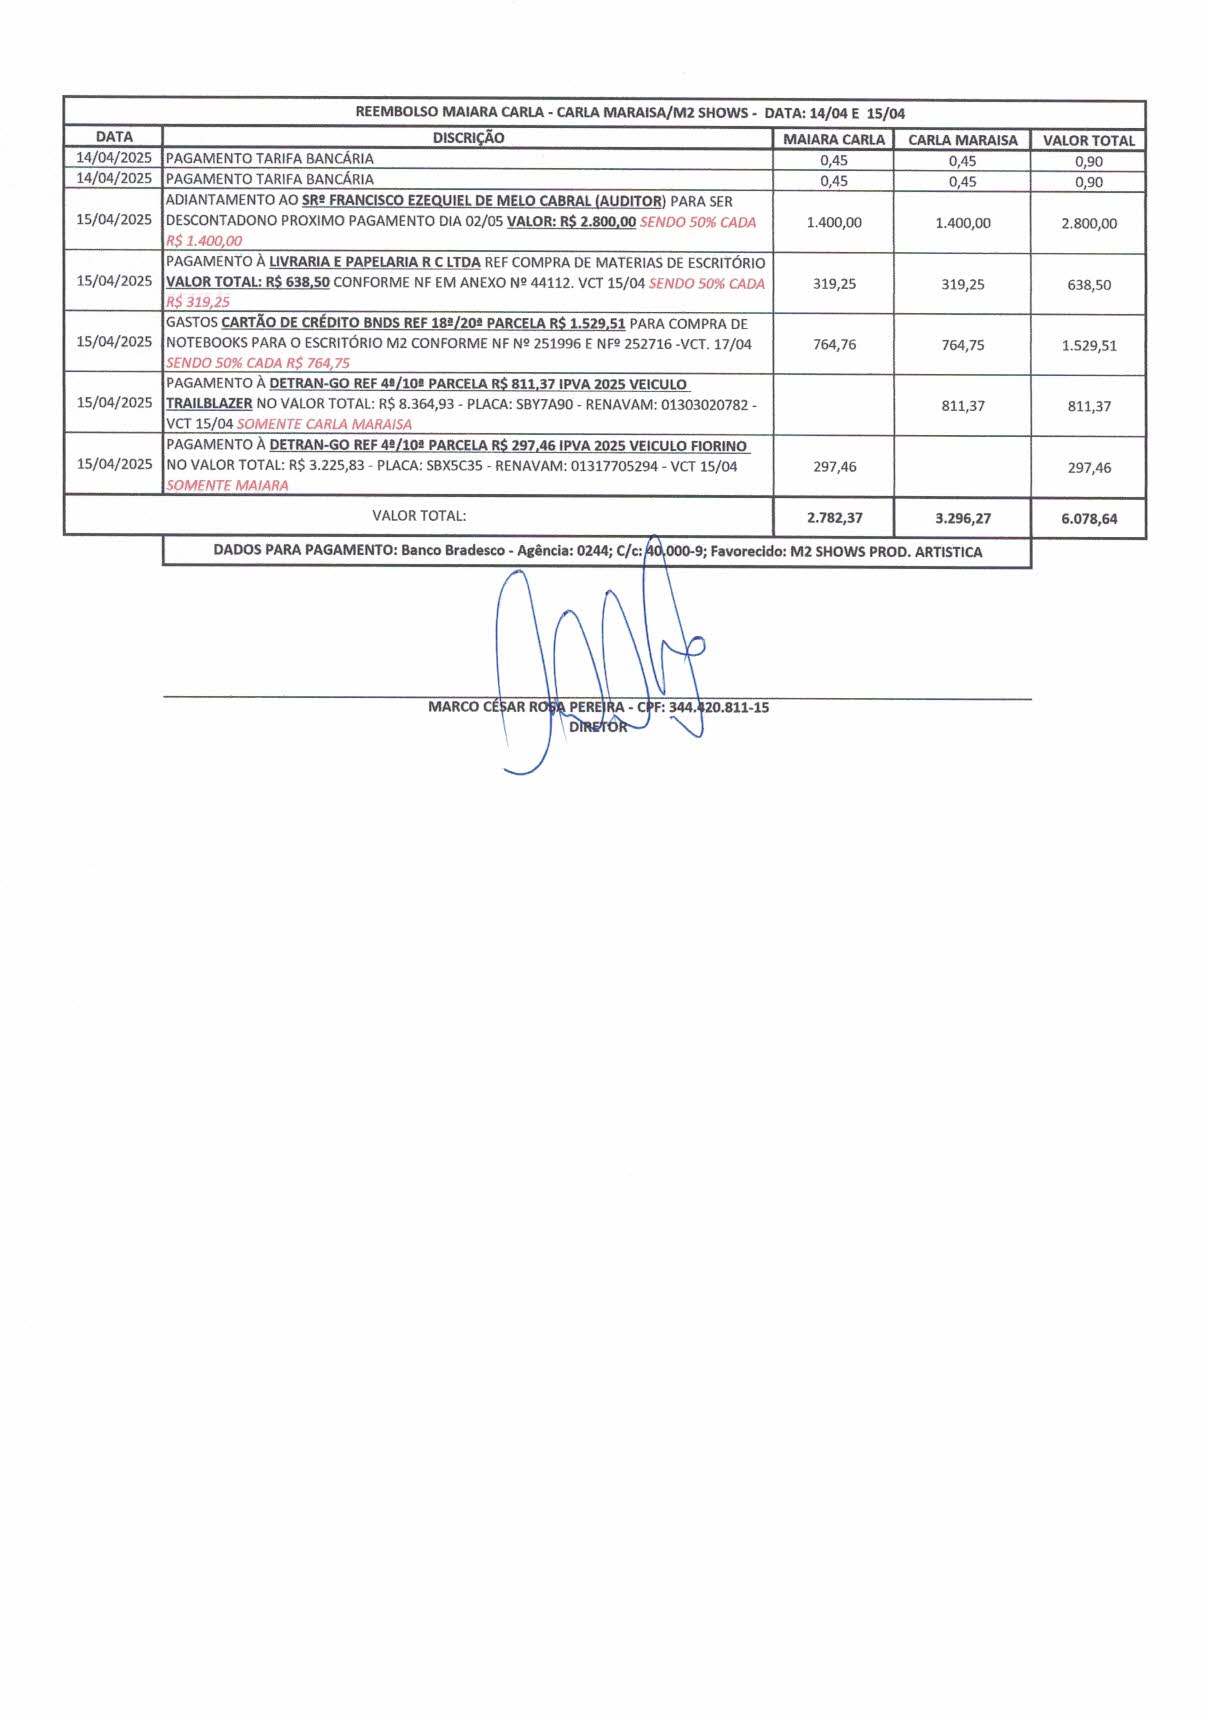 REEMBOLSO MAIARA CARLA - CARLA MARAISA/M2 SHOWS - DATA: 14/04 E 15/04
DATA DISCRIÇÃO MAIARA CARLA CARLA MARAISA VALOR TOTAL
14/04/2025 PAGAMENTO TARIFA BANCÁRIA 0,45 0,45 0,90
14/04/2025 PAGAMENTO TARIFA BANCÁRIA 0,45 0,45 0,90
ADIANTAMENTO AO SRº FRANCISCO EZEQUIEL DE MELO CABRAL (AUDITOR) PARA SER
15/04/2025 DESCONTADONO PROXIMO PAGAMENTO DIA 02/05 VALOR: R$ 2.800,00 SENDO 50% CADA 1.400,00 1.400,00 2.800,00
R$ 1.400,00
PAGAMENTO À LIVRARIA E PAPELARIA R C LTDA REF COMPRA DE MATERIAS DE ESCRITÓRIO
15/04/2025 VALOR TOTAL: R$ 638,50 CONFORME NF EM ANEXO Nº 44112. VCT 15/04 SENDO 50% CADA 319,25 319,25 638,50
R$ 319,25
GASTOS CARTÃO DE CRÉDITO BNDS REF 18ª/20ª PARCELA R$ 1.529,51 PARA COMPRA DE
15/04/2025 NOTEBOOKS PARA O ESCRITÓRIO M2 CONFORME NF Nº 251996 E NFº 252716 -VCT. 17/04 764,76 764,75 1.529,51
SENDO 50% CADA R$ 764,75
PAGAMENTO À DETRAN-GO REF 4ª/10ª PARCELA R$ 811,37 IPVA 2025 VEICULO
15/04/2025 TRAILBLAZER NO VALOR TOTAL: R$ 8.364,93 - PLACA: SBY7A90 - RENAVAM: 01303020782 - 811,37 811,37
VCT 15/04 SOMENTE CARLA MARAISA
PAGAMENTO À DETRAN-GO REF 4ª/10ª PARCELA R$ 297,46 IPVA 2025 VEICULO FIORINO
15/04/2025 NO VALOR TOTAL: R$ 3.225,83 - PLACA: SBX5C35 - RENAVAM: 01317705294 - VCT 15/04 297,46 297,46
SOMENTE MAIARA
VALOR TOTAL: 2.782,37 3.296,27 6.078,64
DADOS PARA PAGAMENTO: Banco Bradesco - Agência: 0244; C/c: 40.000-9; Favorecido: M2 SHOWS PROD. ARTISTICA
MARCO CÉSAR ROSA PEREIRA - CPF: 344.420.811-15
DIRETOR